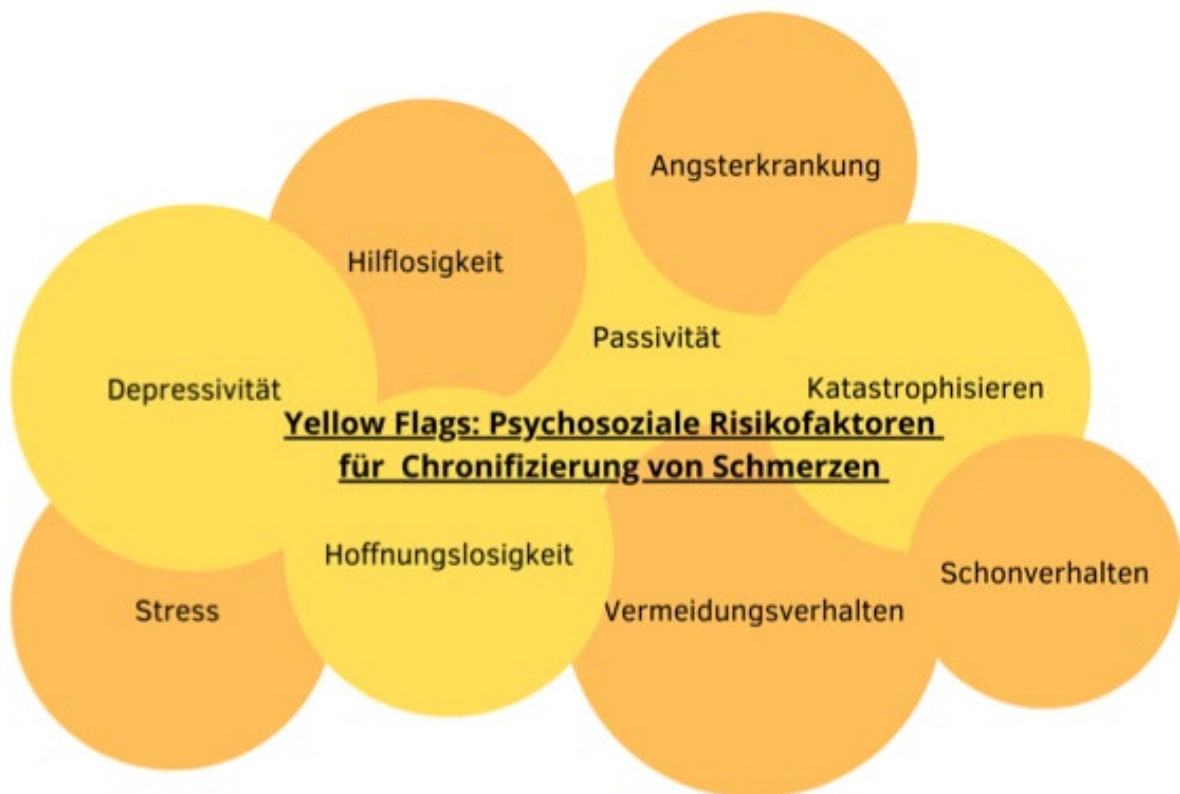 Angsterkrankung
Hilflosigkeit
Passivität
Depressivität
Katastrophisieren
Yellow Flags: Psychosoziale Risikofaktoren
für Chronifizierung von Schmerzen
Hoffnungslosigkeit
Schonverhalten
Stress
Vermeidungsverhalten